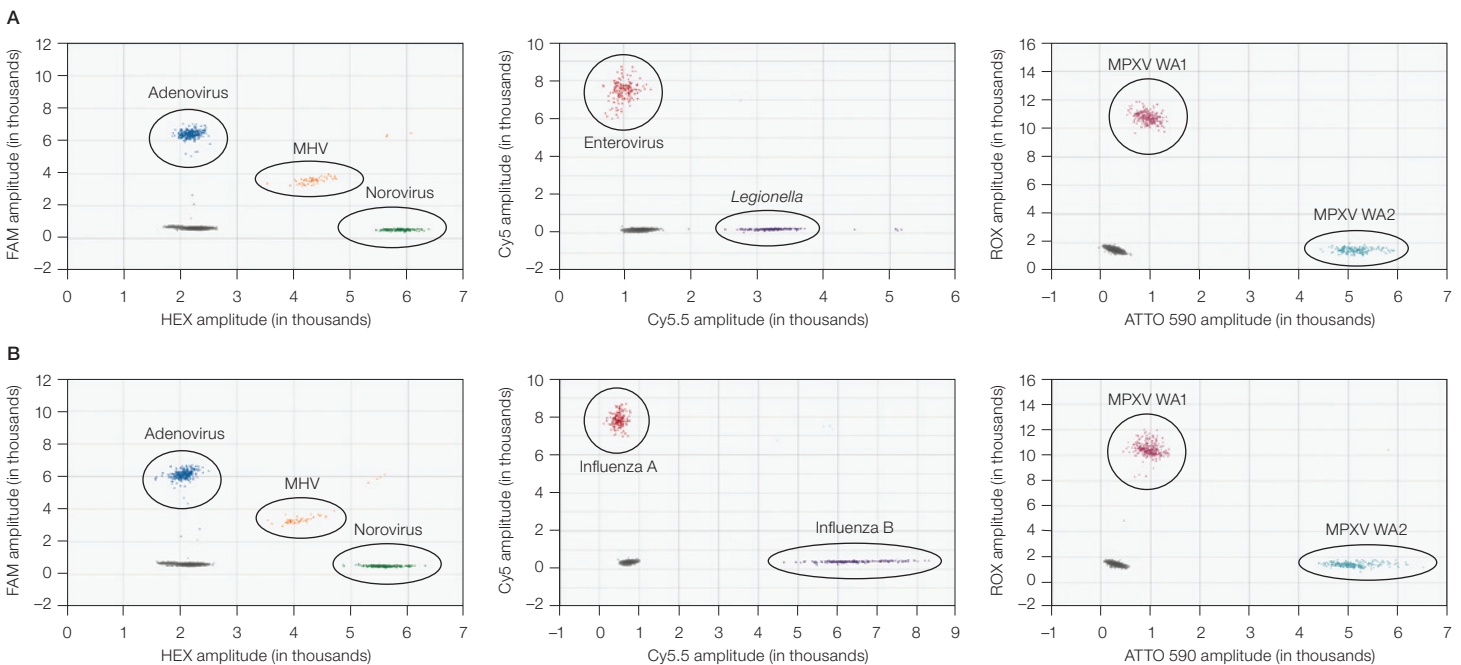 A
FAM amplitude (in thousands)
12
10
8
6
4
2
0
–2
Adenovirus
MHV
Norovirus
0 1 2 3 4 5 6 7
HEX amplitude (in thousands)
Cy5 amplitude (in thousands)
10
8
6
4
2
0
–2
Enterovirus
Legionella
0 1 2 3 4 5 6
Cy5.5 amplitude (in thousands)
ROX amplitude (in thousands)
16
14
12
10
8
6
4
2
0
MPXV WA1
MPXV WA2
–1 0 1 2 3 4 5 6 7
ATTO 590 amplitude (in thousands)
B
FAM amplitude (in thousands)
12
10
8
6
4
2
0
–2
Adenovirus
MHV
Norovirus
0 1 2 3 4 5 6 7
HEX amplitude (in thousands)
Cy5 amplitude (in thousands)
10
8
6
4
2
0
–2
Influenza A
Influenza B
–1 0 1 2 3 4 5 6 7 8 9
Cy5.5 amplitude (in thousands)
ROX amplitude (in thousands)
16
14
12
10
8
6
4
2
0
–2
MPXV WA1
MPXV WA2
–1 0 1 2 3 4 5 6 7
ATTO 590 amplitude (in thousands)